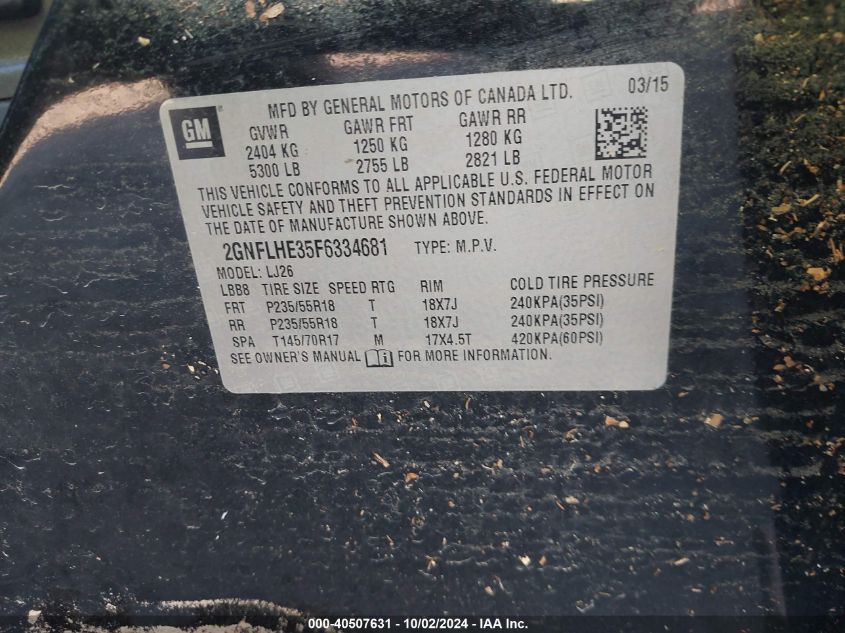 MFD BY GENERAL MOTORS OF CANADA LTD. 03/15
GM
GVWR GAWR FRT GAWR RR
2404 KG 1250 KG 1280 KG
5300 LB 2755 LB 2821 LB
THIS VEHICLE CONFORMS TO ALL APPLICABLE U.S. FEDERAL MOTOR
VEHICLE SAFETY AND THEFT PREVENTION STANDARDS IN EFFECT ON
THE DATE OF MANUFACTURE SHOWN ABOVE.
2GNFLHE35F6334681 TYPE: M.P.V.
MODEL: LJ26
LBB8 TIRE SIZE SPEED RTG RIM COLD TIRE PRESSURE
FRT P235/55R18 T 18X7J 240KPA(35PSI)
RR P235/55R18 T 18X7J 240KPA(35PSI)
SPA T145/70R17 M 17X4.5T 420KPA(60PSI)
SEE OWNER'S MANUAL FOR MORE INFORMATION.
000-40507631 - 10/02/2024 - IAA Inc.